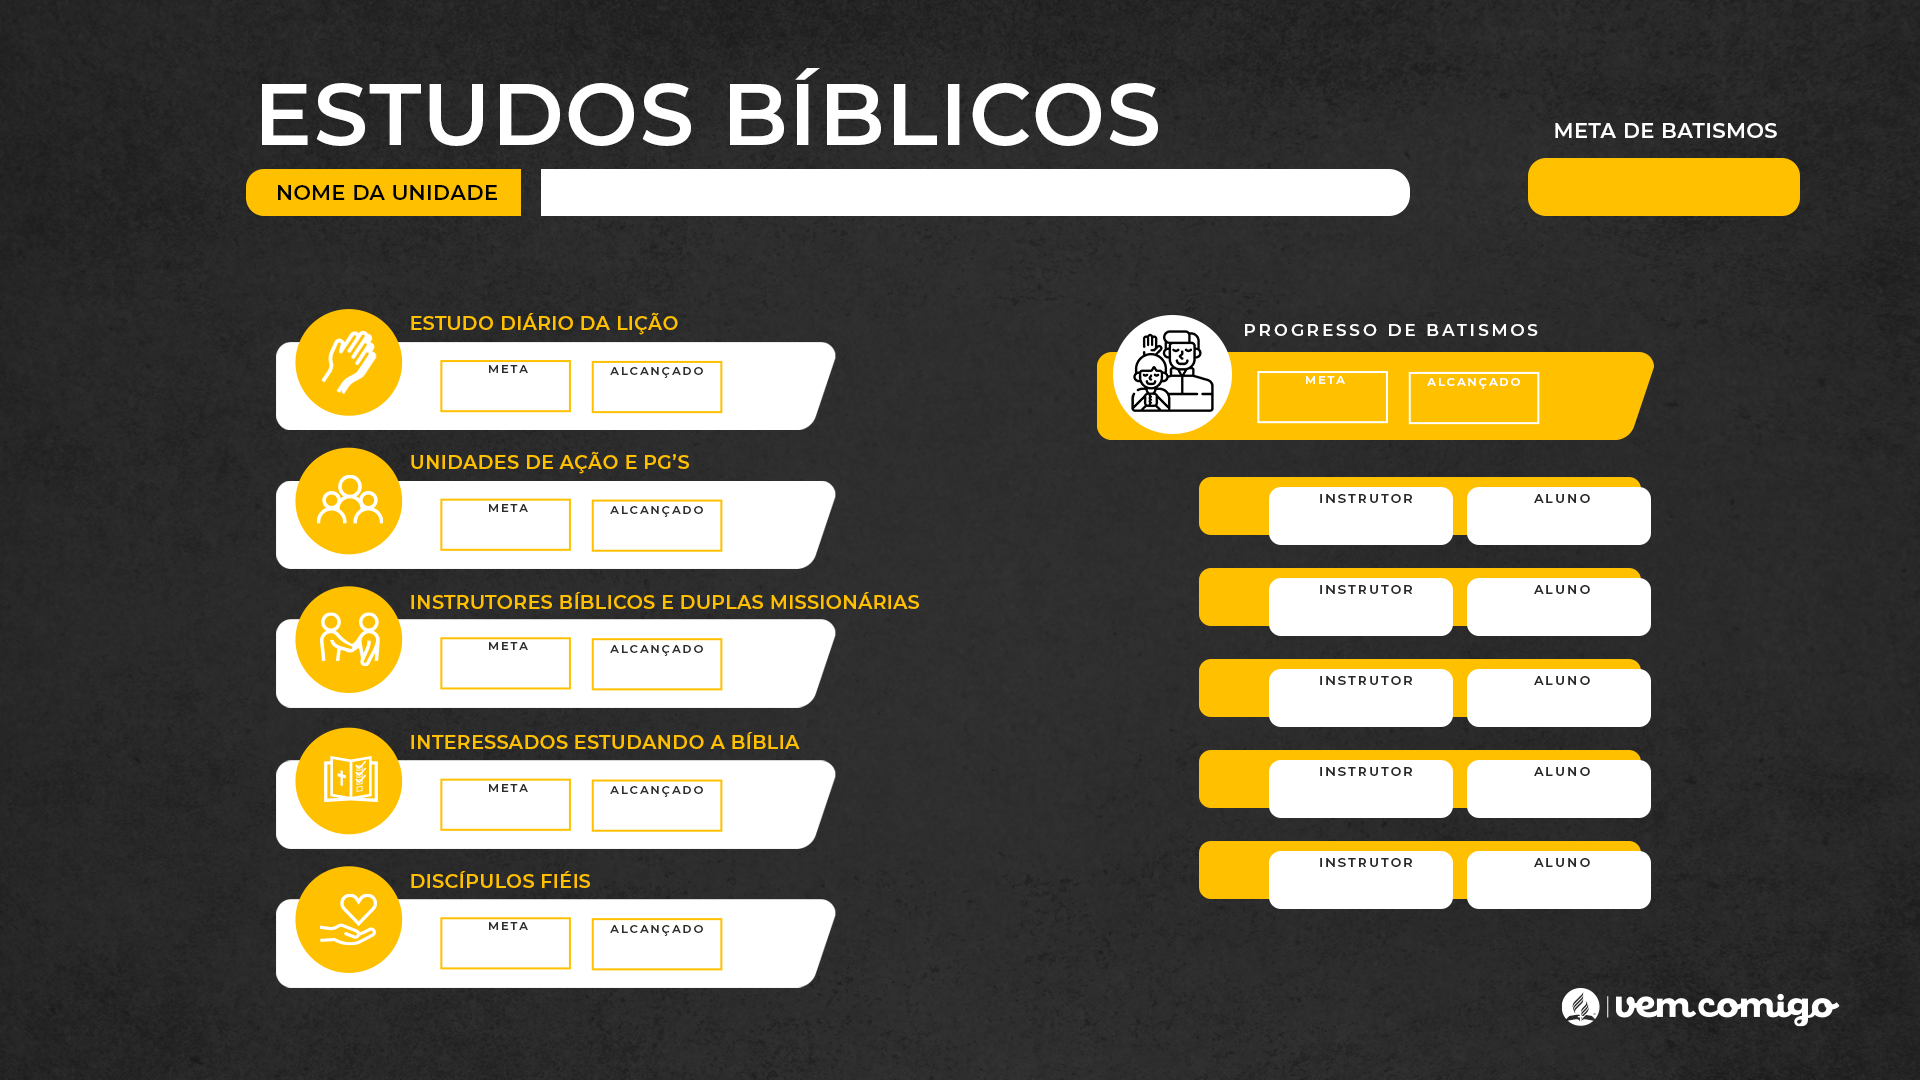 ESTUDOS BÍBLICOS
NOME DA UNIDADE
META DE BATISMOS
ESTUDO DIÁRIO DA LIÇÃO
META ALCANÇADO
UNIDADES DE AÇÃO E PG’S
META ALCANÇADO
INSTRUTORES BÍBLICOS E DUPLAS MISSIONÁRIAS
META ALCANÇADO
INTERESSADOS ESTUDANDO A BÍBLIA
META ALCANÇADO
DISCÍPULOS FIÉIS
META ALCANÇADO
PROGRESSO DE BATISMOS
META ALCANÇADO
INSTRUTOR ALUNO
INSTRUTOR ALUNO
INSTRUTOR ALUNO
INSTRUTOR ALUNO
INSTRUTOR ALUNO
vem comigo